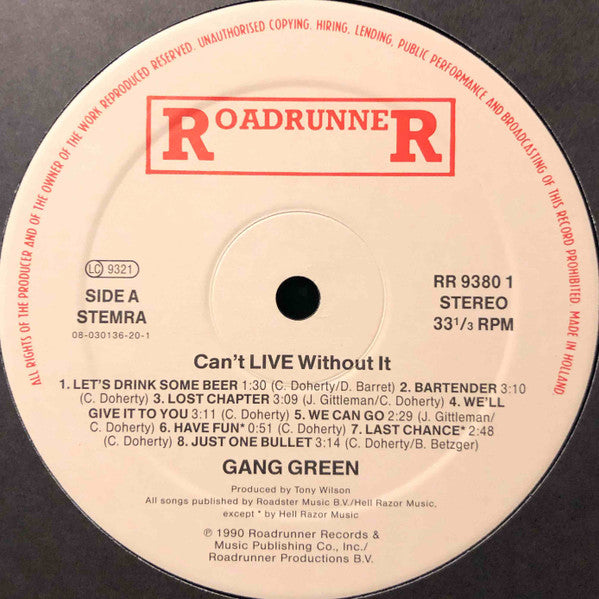 ALL RIGHTS OF THE PRODUCER AND OF THE OWNER OF THE WORK REPRODUCED RESERVED. UNAUTHORISED COPYING. HIRING, LENDING, PUBLIC PERFORMANCE AND BROADCASTING OF THIS RECORD PROHIBITED. MADE IN HOLLAND
ROADRUNNER
LC 9321
SIDE A
STEMRA
08-030136-20-1
RR 9380 1
STEREO
33 1/3 RPM
Can't LIVE Without It
1. LET'S DRINK SOME BEER 1:30 (C. Doherty/D. Barret) 2. BARTENDER 3:10
(C. Doherty) 3. LOST CHAPTER 3:09 (J. Gittleman/C. Doherty) 4. WE'LL
GIVE IT TO YOU 3:11 (C. Doherty) 5. WE CAN GO 2:29 (J. Gittleman/
C. Doherty) 6. HAVE FUN* 0:51 (C. Doherty) 7. LAST CHANCE* 2:48
(C. Doherty) 8. JUST ONE BULLET 3:14 (C. Doherty/B. Betzger)
GANG GREEN
Produced by Tony Wilson
All songs published by Roadster Music B.V./Hell Razor Music,
except * by Hell Razor Music
℗ 1990 Roadrunner Records &
Music Publishing Co., Inc./
Roadrunner Productions B.V.